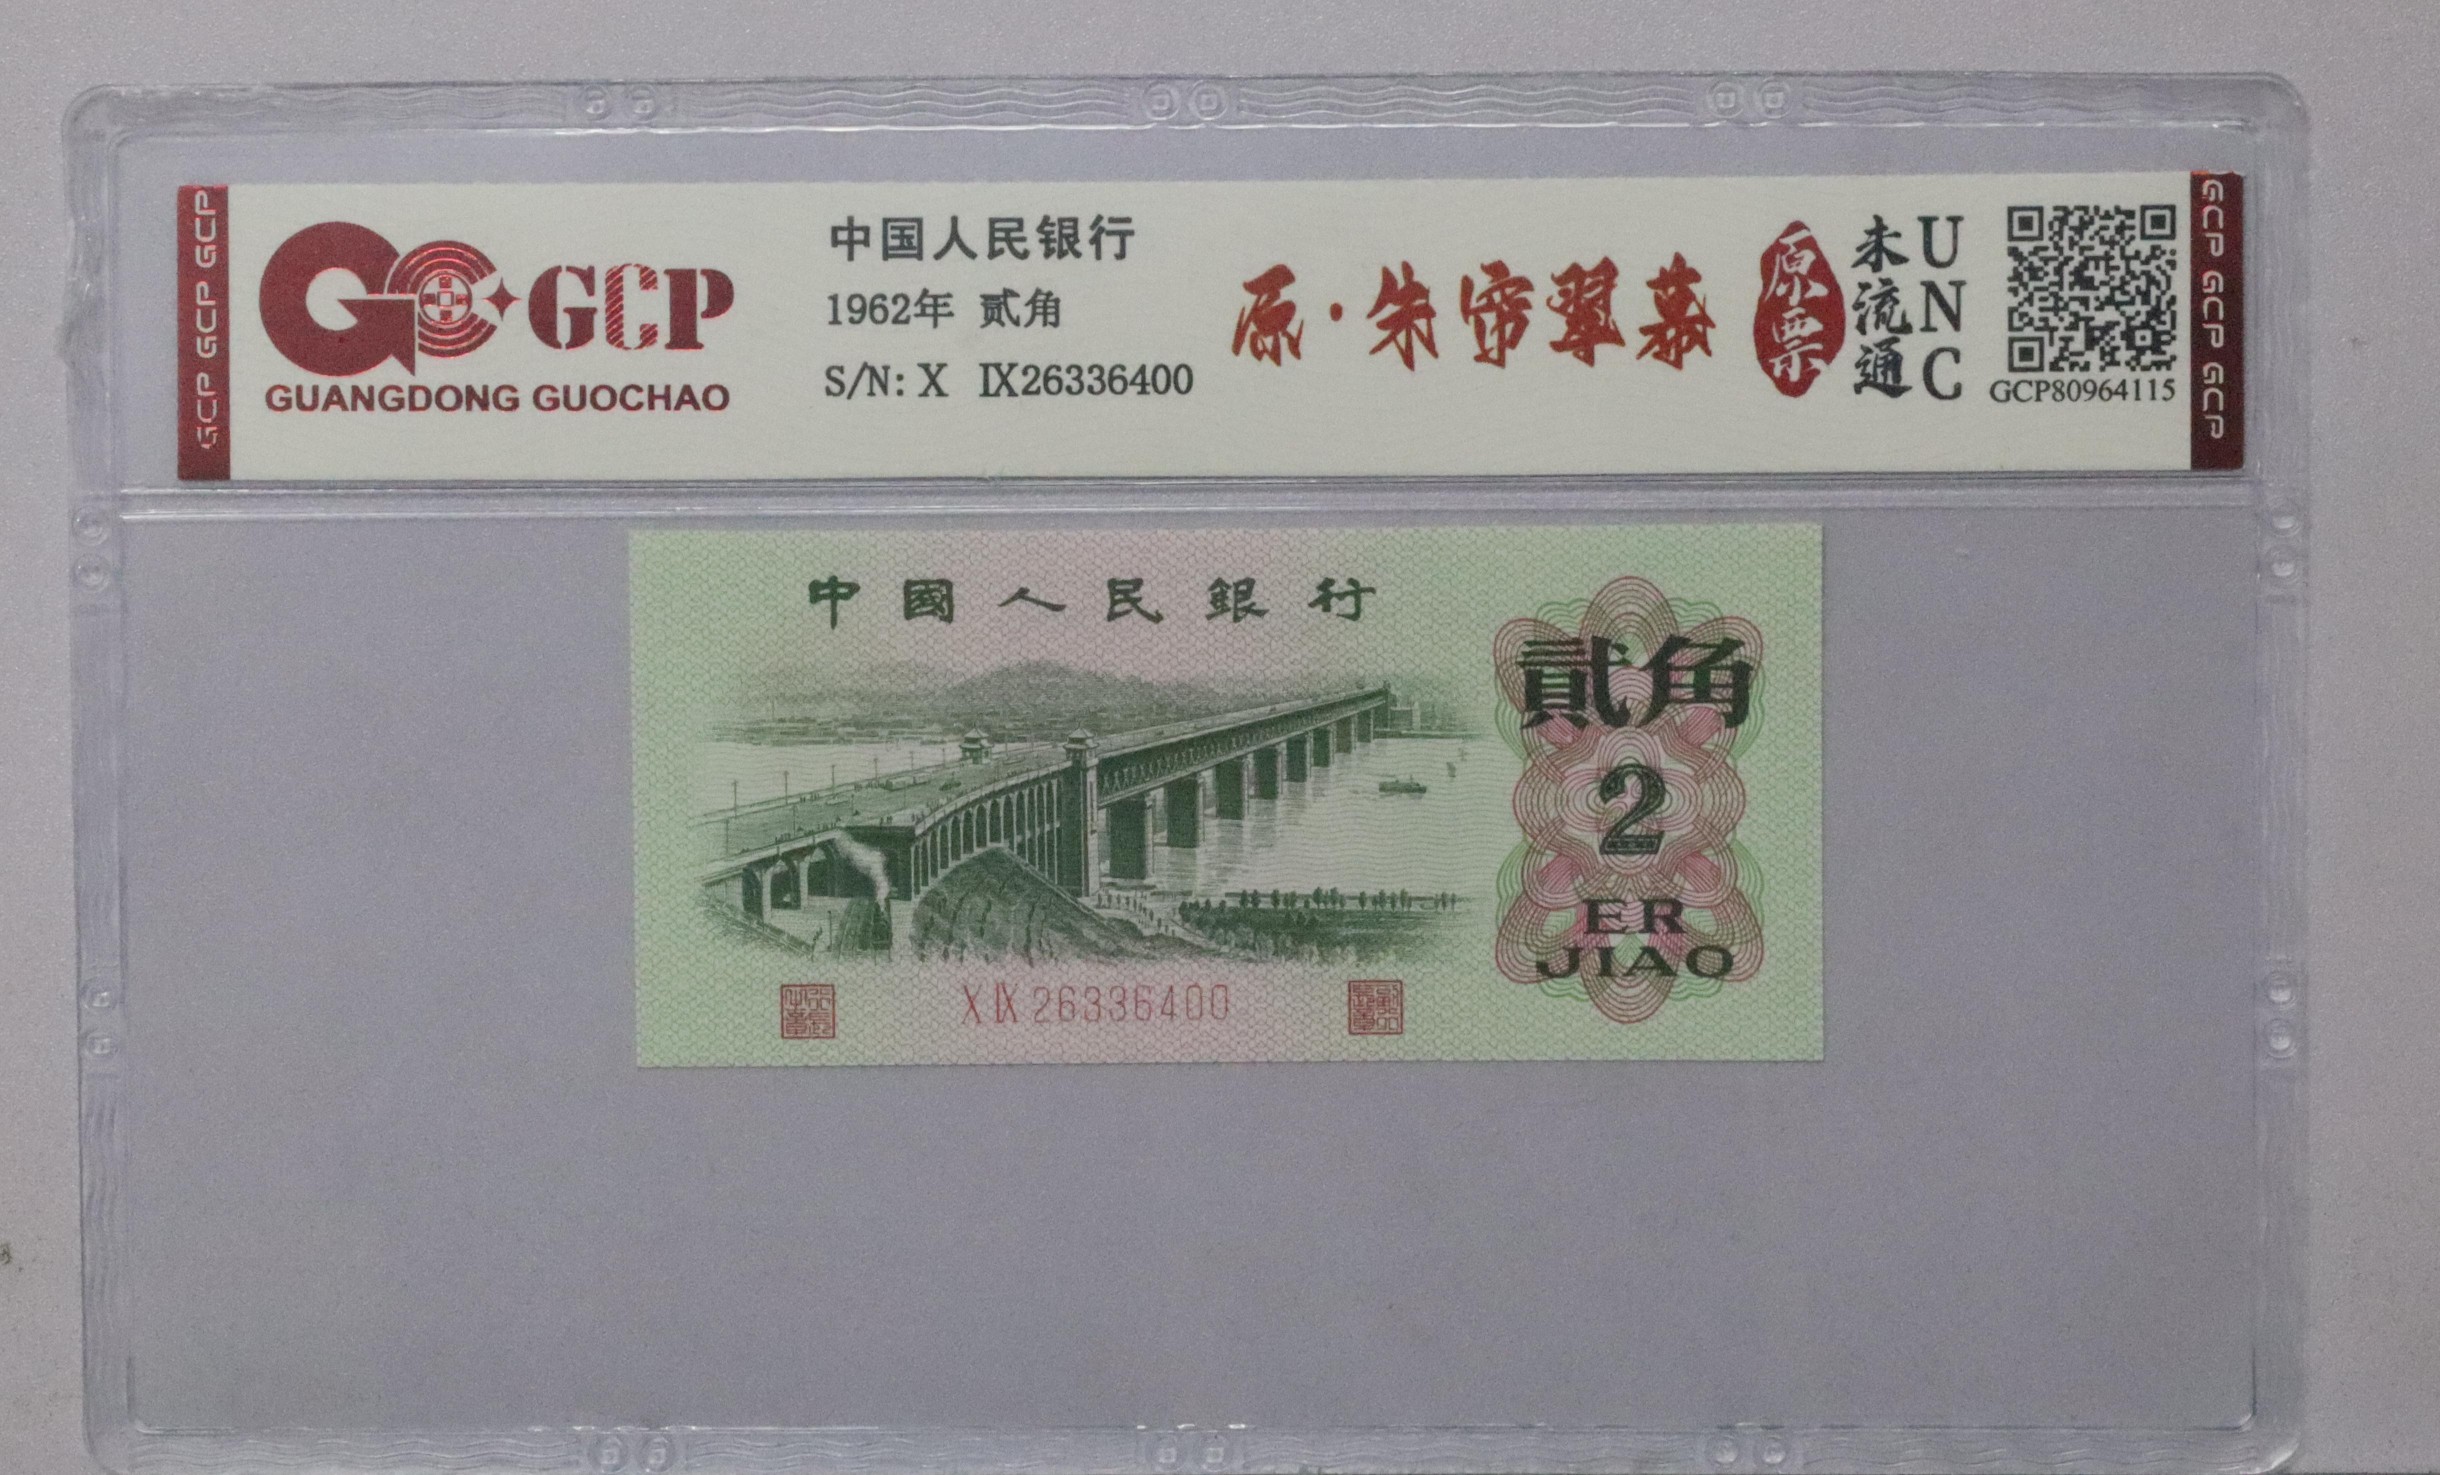 GCP GCP GCP
GCP
GUANGDONG GUOCHAO
中国人民银行
1962年 贰角
S/N: X Ⅸ26336400
原·朱帘翠幕
原票
未流通
UNC
GCP80964115
GCP GCP GCP
中國人民銀行
貳角
2
ER
JIAO
X Ⅸ 26336400